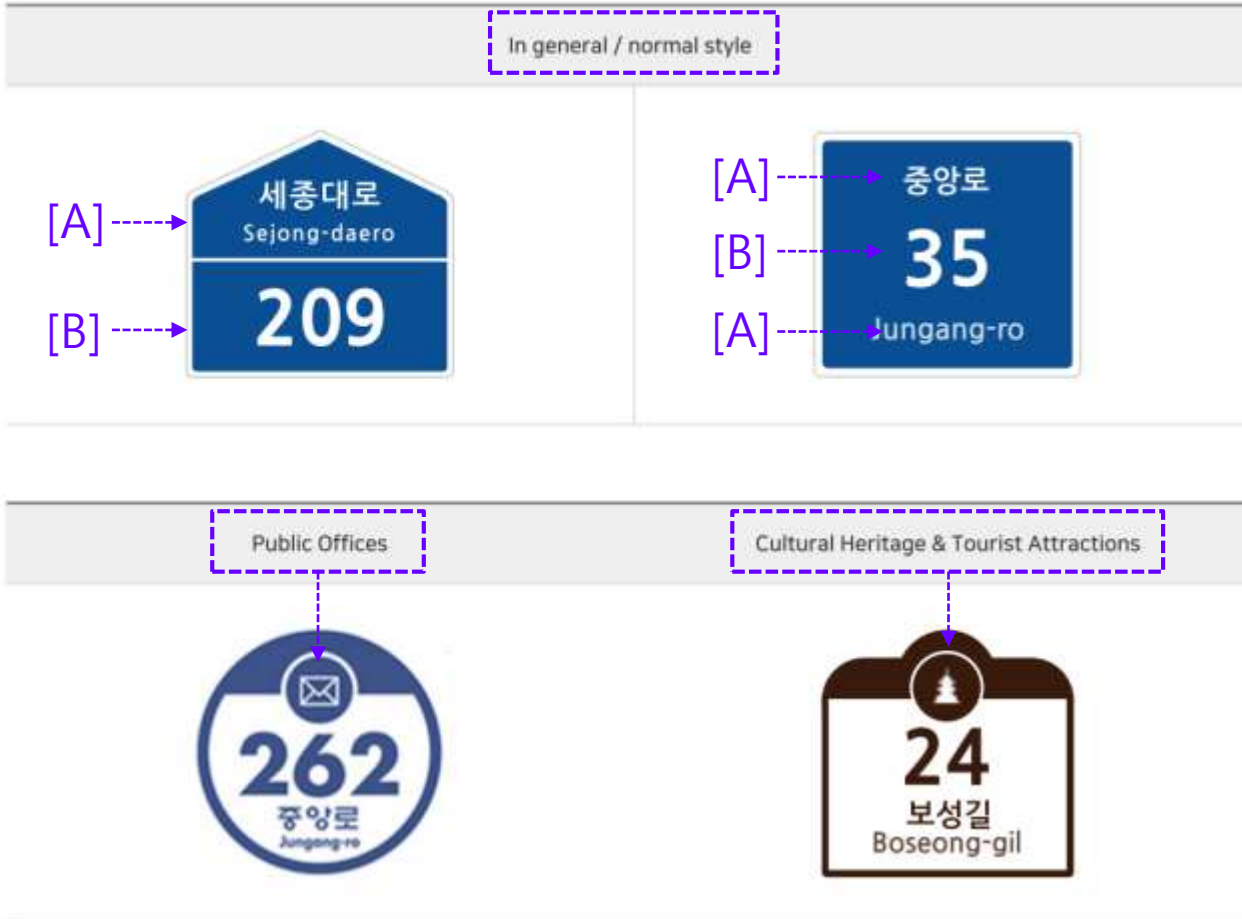 In general / normal style
[A]
세종대로
Sejong-daero
[B]
209
[A]
중앙로
[B]
35
[A]
Jungang-ro
Public Offices
Cultural Heritage & Tourist Attractions
262
중앙로
Jungang-ro
24
보성길
Boseong-gil